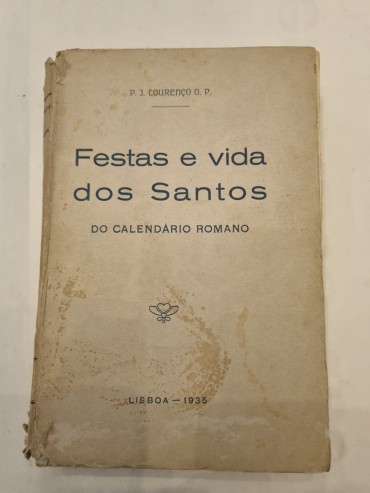 P. J. LOURENÇO O. P.
Festas e vida
dos Santos
DO CALENDÁRIO ROMANO
LISBOA — 1935